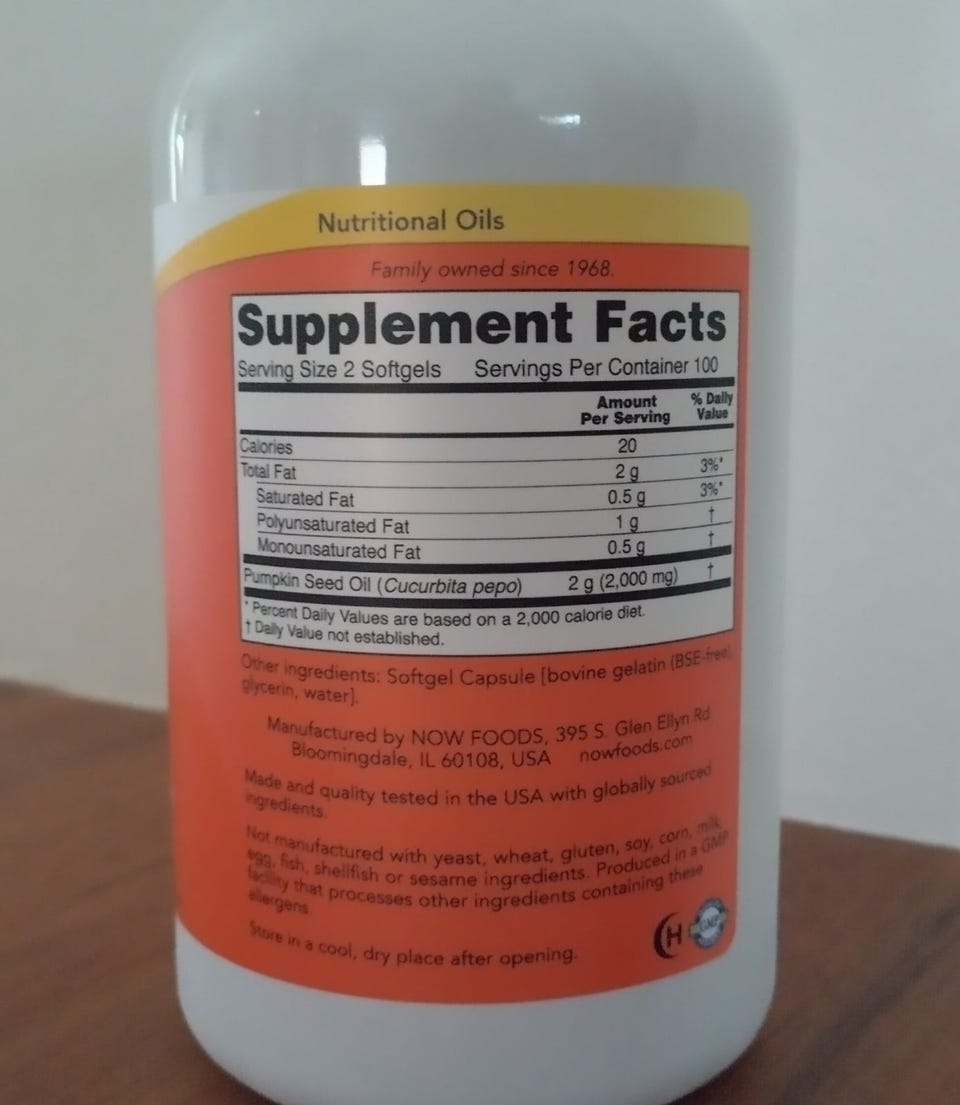 Nutritional Oils
Family owned since 1968.
Supplement Facts
Serving Size 2 Softgels Servings Per Container 100
Amount Per Serving % Daily Value
Calories 20
Total Fat 2 g 3%*
Saturated Fat 0.5 g 3%*
Polyunsaturated Fat 1 g †
Monounsaturated Fat 0.5 g †
Pumpkin Seed Oil (Cucurbita pepo) 2 g (2,000 mg) †
* Percent Daily Values are based on a 2,000 calorie diet.
† Daily Value not established.
Other ingredients: Softgel Capsule [bovine gelatin (BSE-free),
glycerin, water].
Manufactured by NOW FOODS, 395 S. Glen Ellyn Rd.
Bloomingdale, IL 60108, USA nowfoods.com
Made and quality tested in the USA with globally sourced
ingredients.
Not manufactured with yeast, wheat, gluten, soy, corn, milk,
egg, fish, shellfish or sesame ingredients. Produced in a GMP
facility that processes other ingredients containing these
allergens.
Store in a cool, dry place after opening.
H GMP